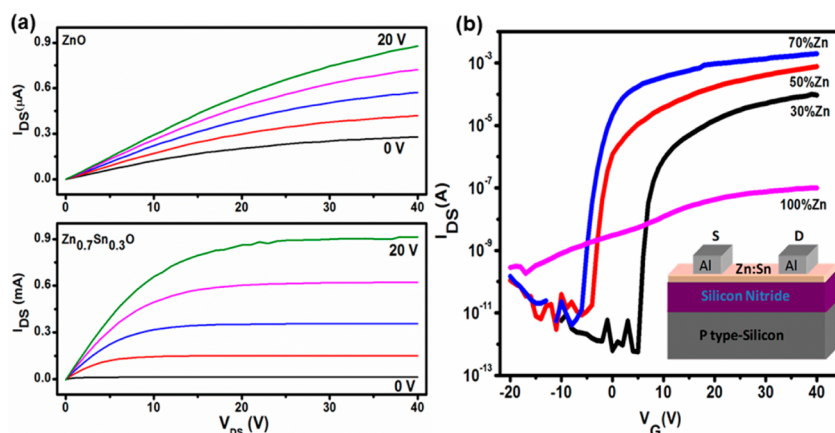 (a)
ZnO
20 V
0 V
I_DS(μA)
0.9
0.6
0.3
0.0
0 10 20 30 40
Zn0.7Sn0.3O
20 V
0 V
I_DS (mA)
0.9
0.6
0.3
0.0
0 10 20 30 40
V_DS (V)
(b)
I_DS(A)
10^-3
10^-5
10^-7
10^-9
10^-11
10^-13
70%Zn
50%Zn
30%Zn
100%Zn
S D
Al Zn:Sn Al
Silicon Nitride
P type-Silicon
-20 -10 0 10 20 30 40
V_G(V)